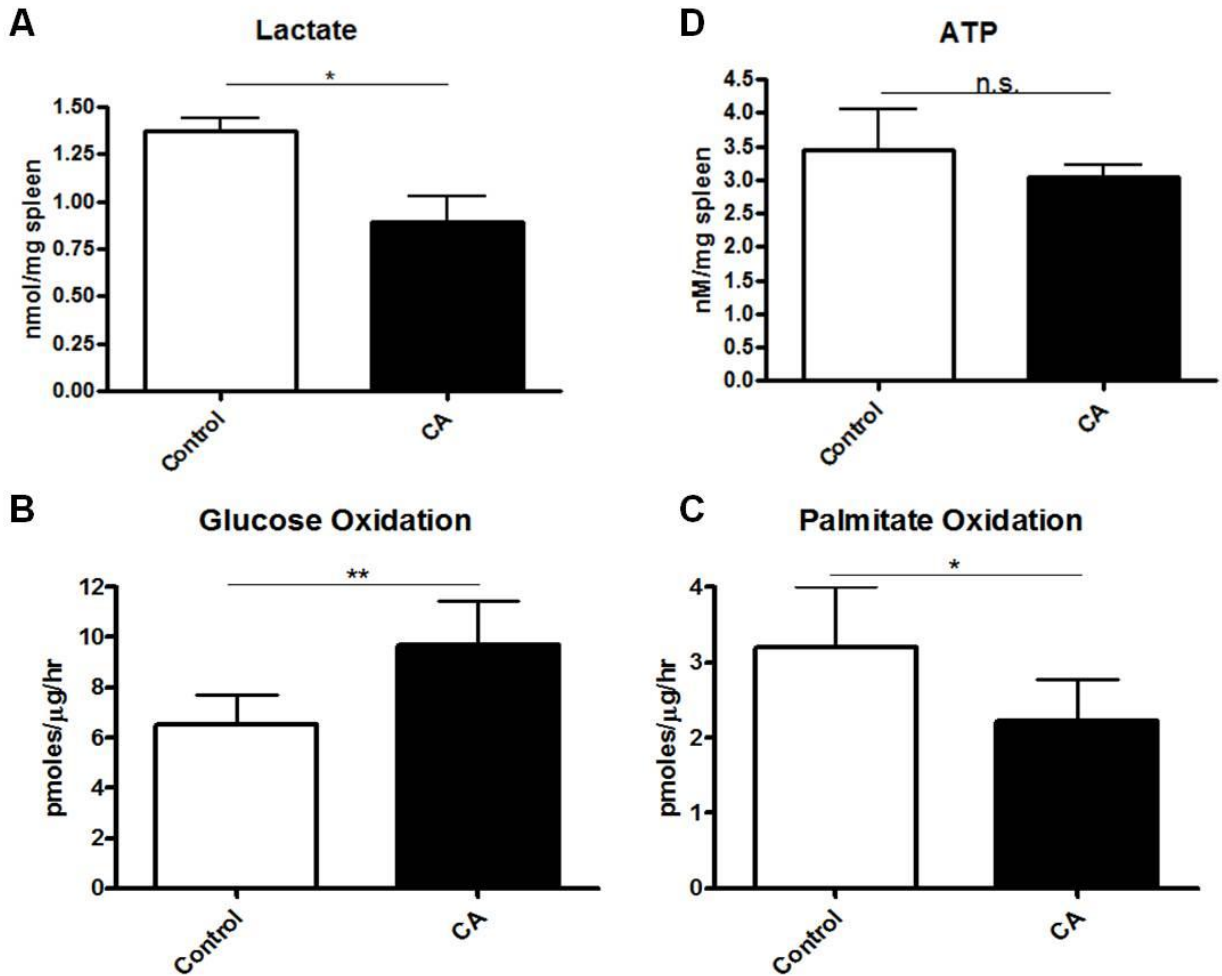 A
Lactate
*
nmol/mg spleen
1.50
1.25
1.00
0.75
0.50
0.25
0.00
Control
CA
D
ATP
n.s.
nM/mg spleen
4.5
4.0
3.5
3.0
2.5
2.0
1.5
1.0
0.5
0.0
Control
CA
B
Glucose Oxidation
**
pmoles/µg/hr
12
10
8
6
4
2
0
Control
CA
C
Palmitate Oxidation
*
pmoles/µg/hr
4
3
2
1
0
Control
CA